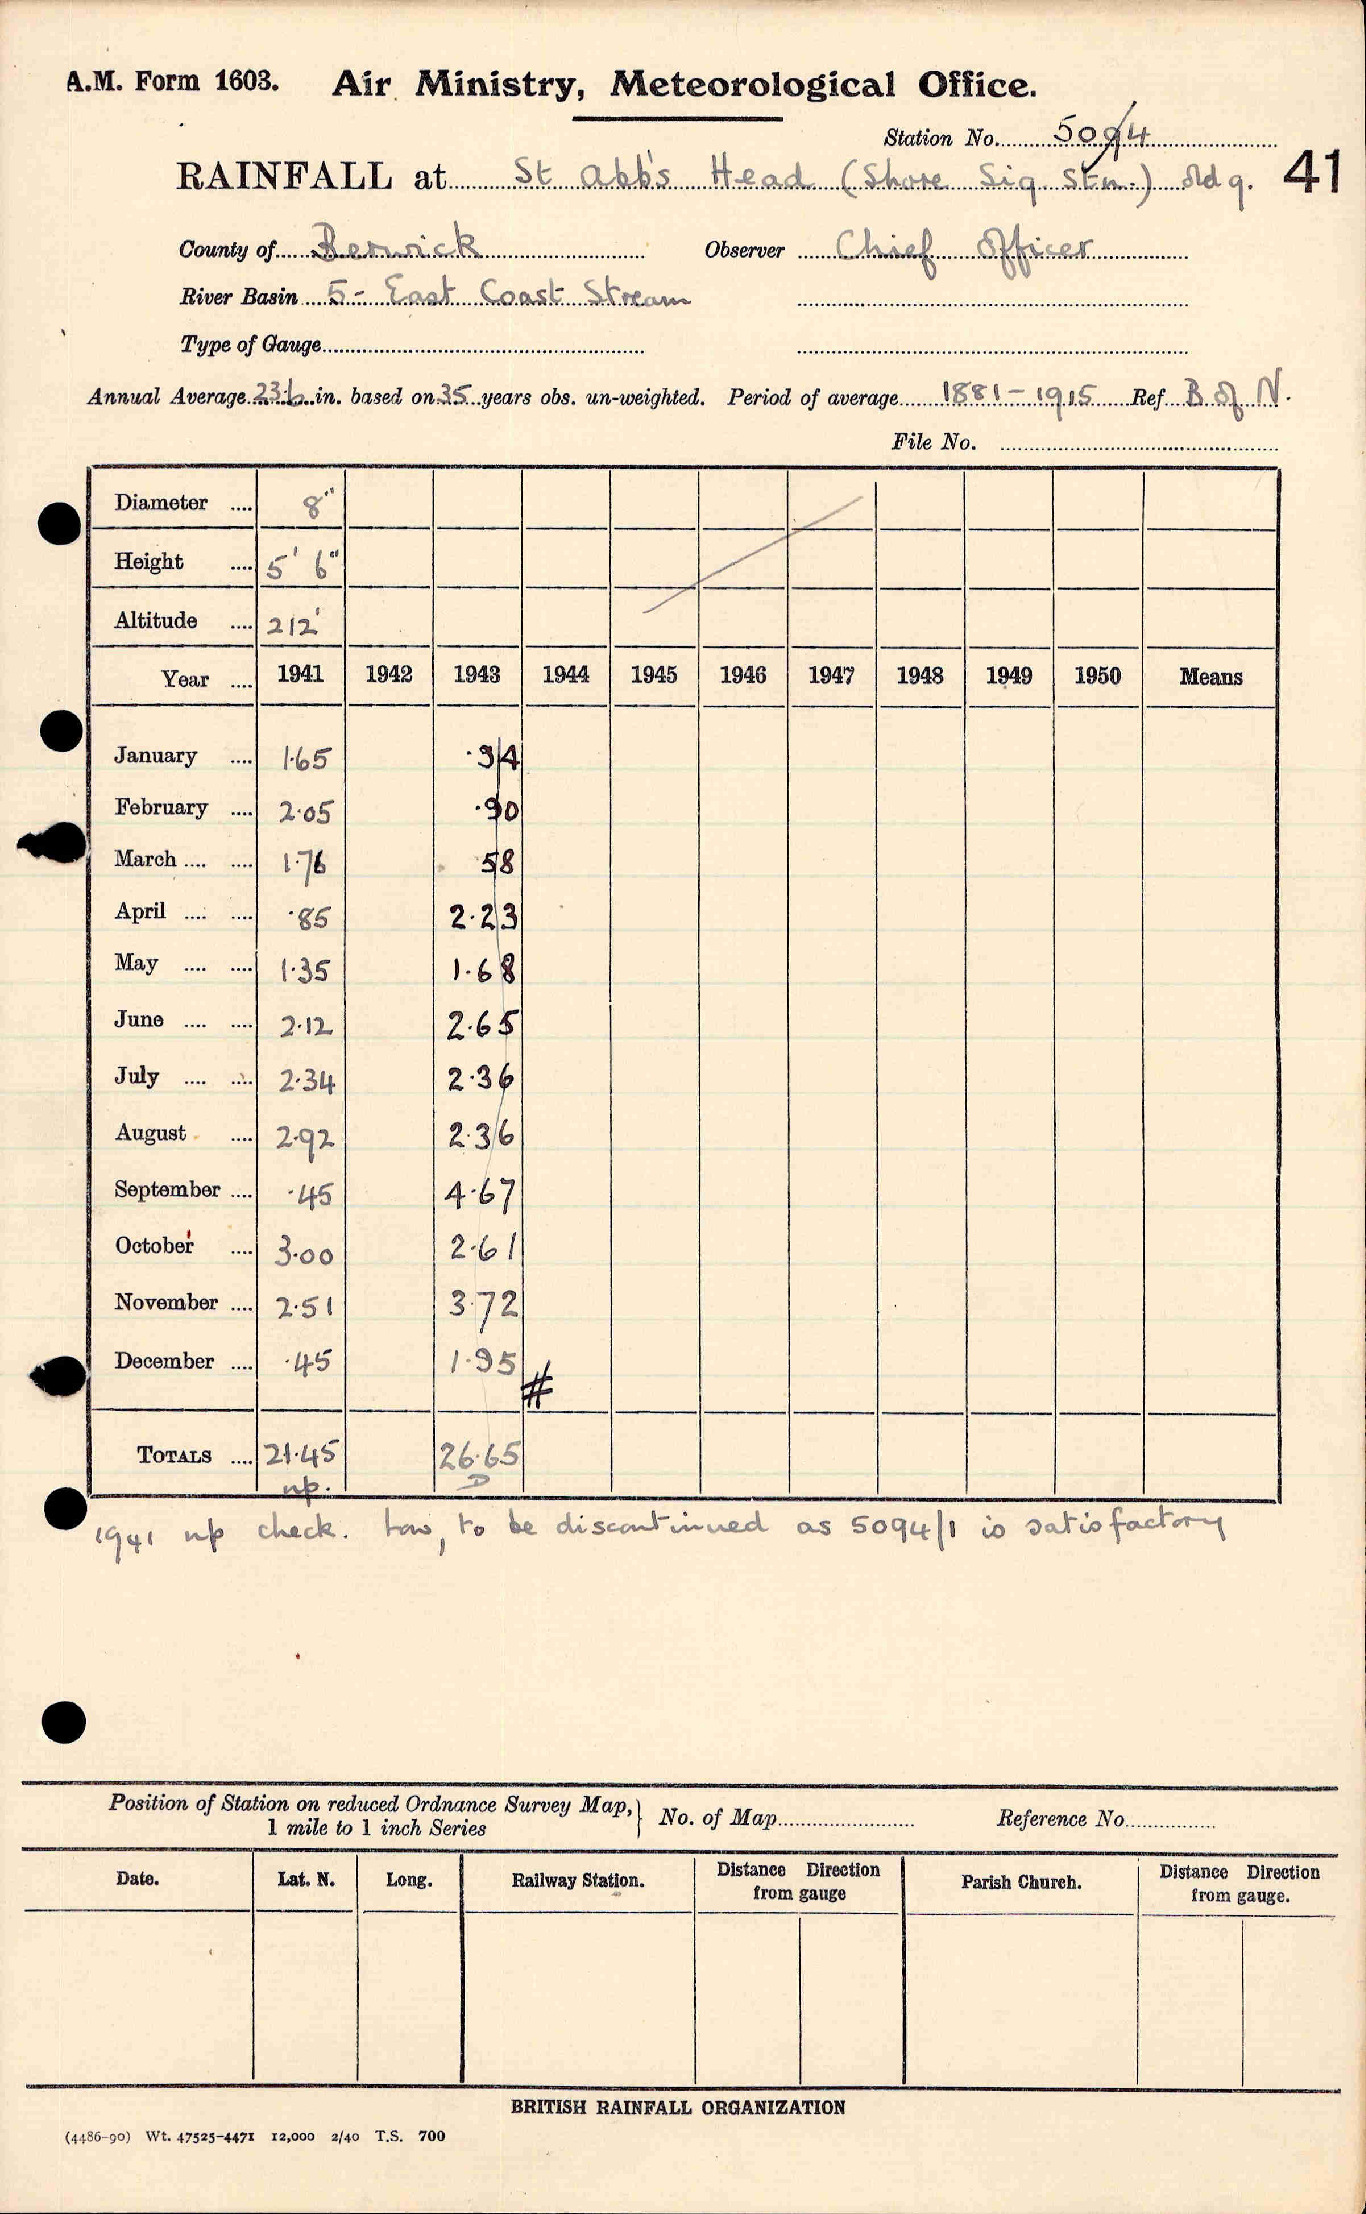 A.M. Form 1603. Air Ministry, Meteorological Office.
Station No. 5094
RAINFALL at St Abb's Head (Shore Sig. Stn.) 41
County of Berwick Observer Chief Officer
River Basin 5- East Coast Stream
Type of Gauge
Annual Average 23.6 in. based on 35 years obs. un-weighted. Period of average 1881-1915 Ref. B of N.
File No.
Diameter .... 8"
Height .... 5' 6"
Altitude .... 212'
Year .... 1941 1942 1943 1944 1945 1946 1947 1948 1949 1950 Means
January .... 1.65 .94
February .... 2.05 .90
March .... .... 1.76 .58
April .... .... .85 2.23
May .... .... 1.35 1.68
June .... .... 2.12 2.65
July .... .... 2.34 2.36
August .... 2.92 2.36
September .... .45 4.67
October .... 3.00 2.61
November .... 2.51 3.72
December .... .45 1.95
#
TOTALS .... 21.45 26.65
np. D
1941 np check. Low, to be discontinued as 5094/1 is satisfactory
Position of Station on reduced Ordnance Survey Map, } No. of Map Reference No.
1 mile to 1 inch Series
Date. Lat. N. Long. Railway Station. Distance Direction from gauge Parish Church. Distance Direction from gauge.
BRITISH RAINFALL ORGANIZATION
(4486-90) Wt. 47525-4471 12,000 2/40 T.S. 700